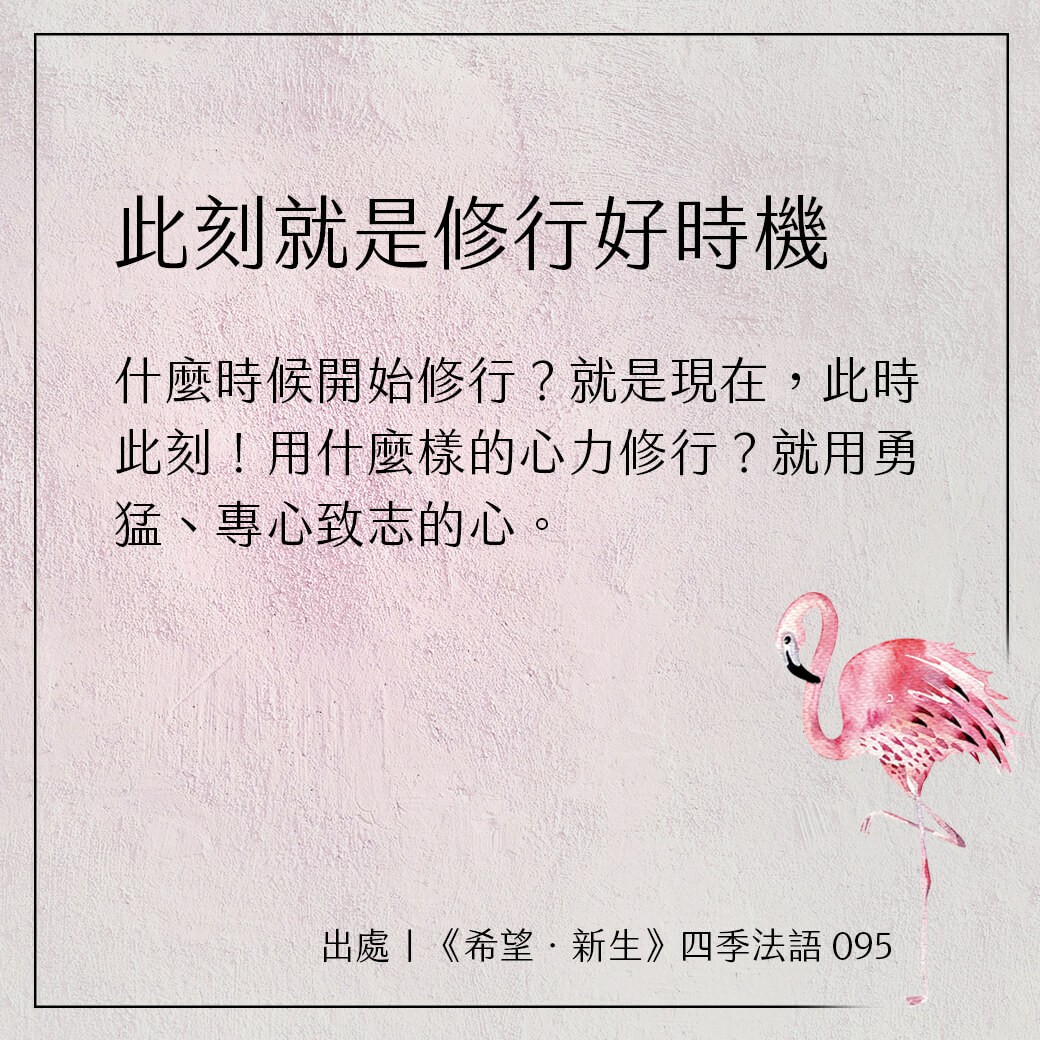 此刻就是修行好時機
什麼時候開始修行？就是現在，此時
此刻！用什麼樣的心力修行？就用勇
猛、專心致志的心。
出處｜《希望．新生》四季法語 095